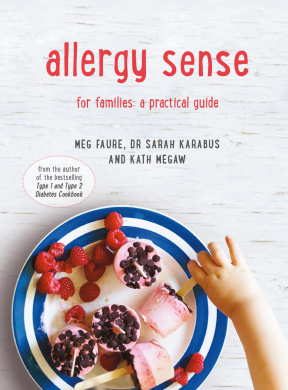 allergy sense
for families: a practical guide
MEG FAURE, DR SARAH KARABUS
AND KATH MEGAW
from the author
of the bestselling
Type 1 and Type 2
Diabetes Cookbook